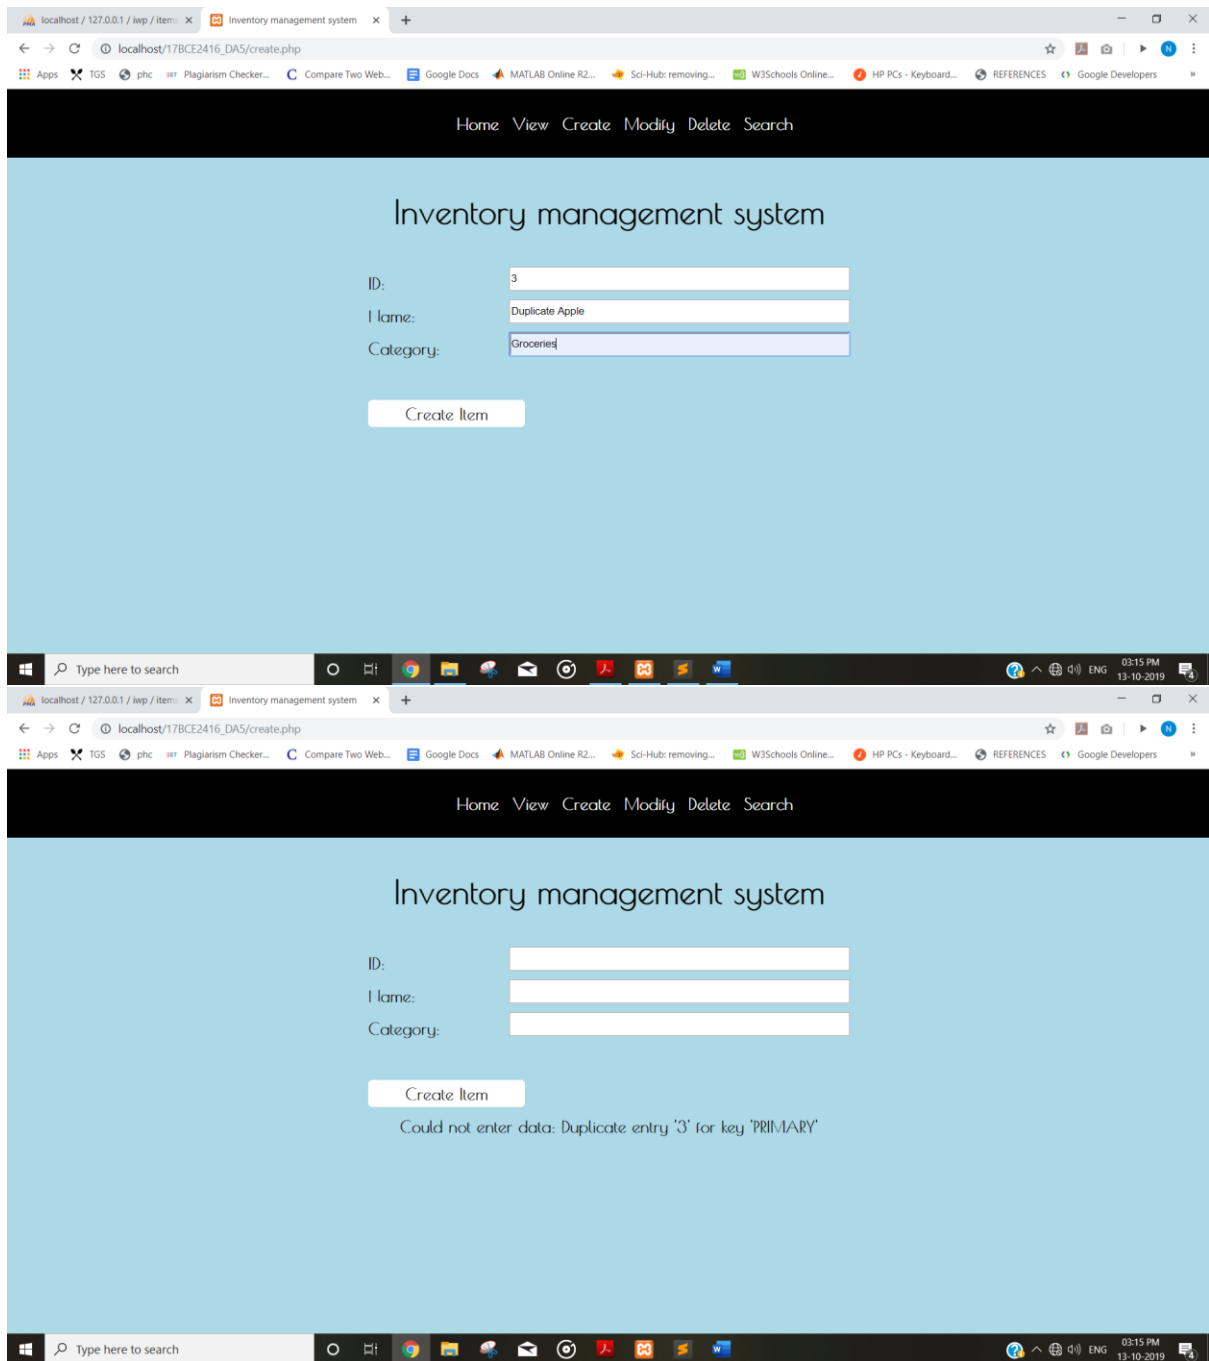 localhost / 127.0.0.1 / iwp / item
Inventory management system
localhost/17BCE2416_DA5/create.php
N
Apps
TGS
phc
SST
Plagiarism Checker...
C
Compare Two Web...
Google Docs
MATLAB Online R2...
Sci-Hub: removing...
W3Schools Online...
HP PCs - Keyboard...
REFERENCES
Google Developers
»
Home View Create Modify Delete Search
Inventory management system
ID: 3
Name: Duplicate Apple
Category: Groceries
Create Item
Type here to search
ENG
03:15 PM
13-10-2019
4
localhost / 127.0.0.1 / iwp / item
Inventory management system
localhost/17BCE2416_DA5/create.php
N
Apps
TGS
phc
SST
Plagiarism Checker...
C
Compare Two Web...
Google Docs
MATLAB Online R2...
Sci-Hub: removing...
W3Schools Online...
HP PCs - Keyboard...
REFERENCES
Google Developers
»
Home View Create Modify Delete Search
Inventory management system
ID:
Name:
Category:
Create Item
Could not enter data: Duplicate entry '3' for key 'PRIMARY'
Type here to search
ENG
03:15 PM
13-10-2019
4